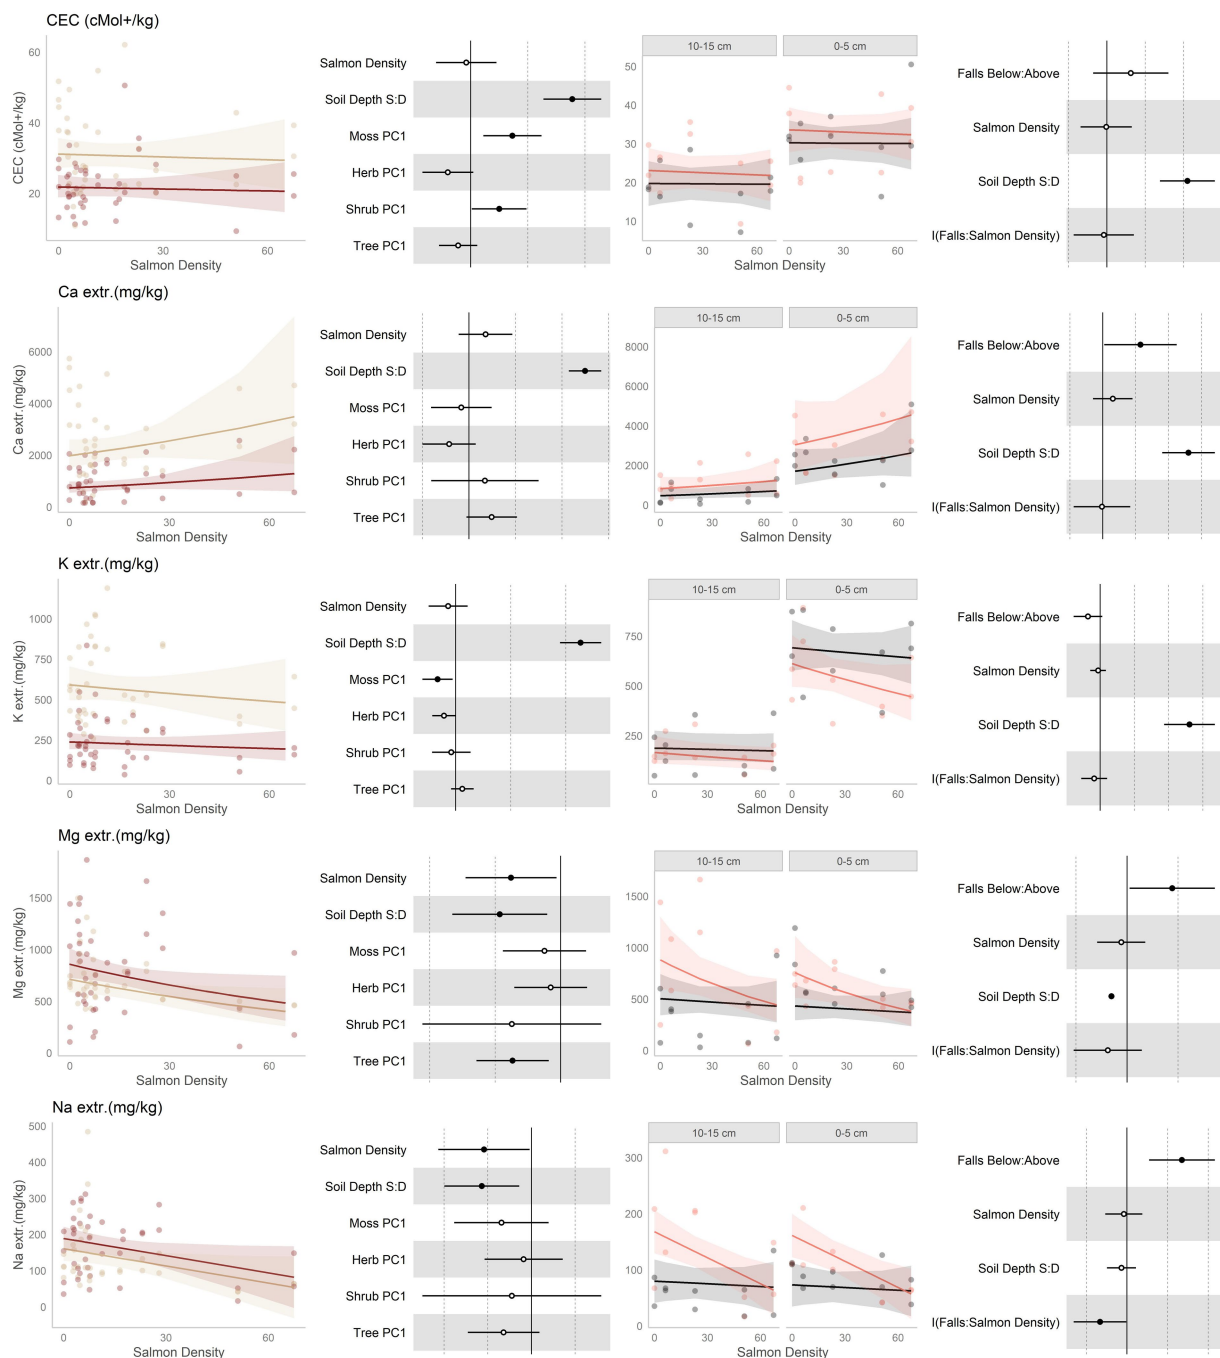 CEC (cMol+/kg)
CEC (cMol+/kg)
60
40
20
0
30
60
Salmon Density
Salmon Density
Soil Depth S:D
Moss PC1
Herb PC1
Shrub PC1
Tree PC1
10-15 cm
0-5 cm
50
40
30
20
10
0
30
60
0
30
60
Salmon Density
Falls Below:Above
Salmon Density
Soil Depth S:D
I(Falls:Salmon Density)
Ca extr.(mg/kg)
Ca extr.(mg/kg)
6000
4000
2000
0
0
30
60
Salmon Density
Salmon Density
Soil Depth S:D
Moss PC1
Herb PC1
Shrub PC1
Tree PC1
10-15 cm
0-5 cm
8000
6000
4000
2000
0
0
30
60
0
30
60
Salmon Density
Falls Below:Above
Salmon Density
Soil Depth S:D
I(Falls:Salmon Density)
K extr.(mg/kg)
K extr.(mg/kg)
1000
750
500
250
0
0
30
60
Salmon Density
Salmon Density
Soil Depth S:D
Moss PC1
Herb PC1
Shrub PC1
Tree PC1
10-15 cm
0-5 cm
750
500
250
0
30
60
0
30
60
Salmon Density
Falls Below:Above
Salmon Density
Soil Depth S:D
I(Falls:Salmon Density)
Mg extr.(mg/kg)
Mg extr.(mg/kg)
1500
1000
500
0
0
30
60
Salmon Density
Salmon Density
Soil Depth S:D
Moss PC1
Herb PC1
Shrub PC1
Tree PC1
10-15 cm
0-5 cm
1500
1000
500
0
0
30
60
0
30
60
Salmon Density
Falls Below:Above
Salmon Density
Soil Depth S:D
I(Falls:Salmon Density)
Na extr.(mg/kg)
Na extr.(mg/kg)
500
400
300
200
100
0
0
30
60
Salmon Density
Salmon Density
Soil Depth S:D
Moss PC1
Herb PC1
Shrub PC1
Tree PC1
10-15 cm
0-5 cm
300
200
100
0
0
30
60
0
30
60
Salmon Density
Falls Below:Above
Salmon Density
Soil Depth S:D
I(Falls:Salmon Density)